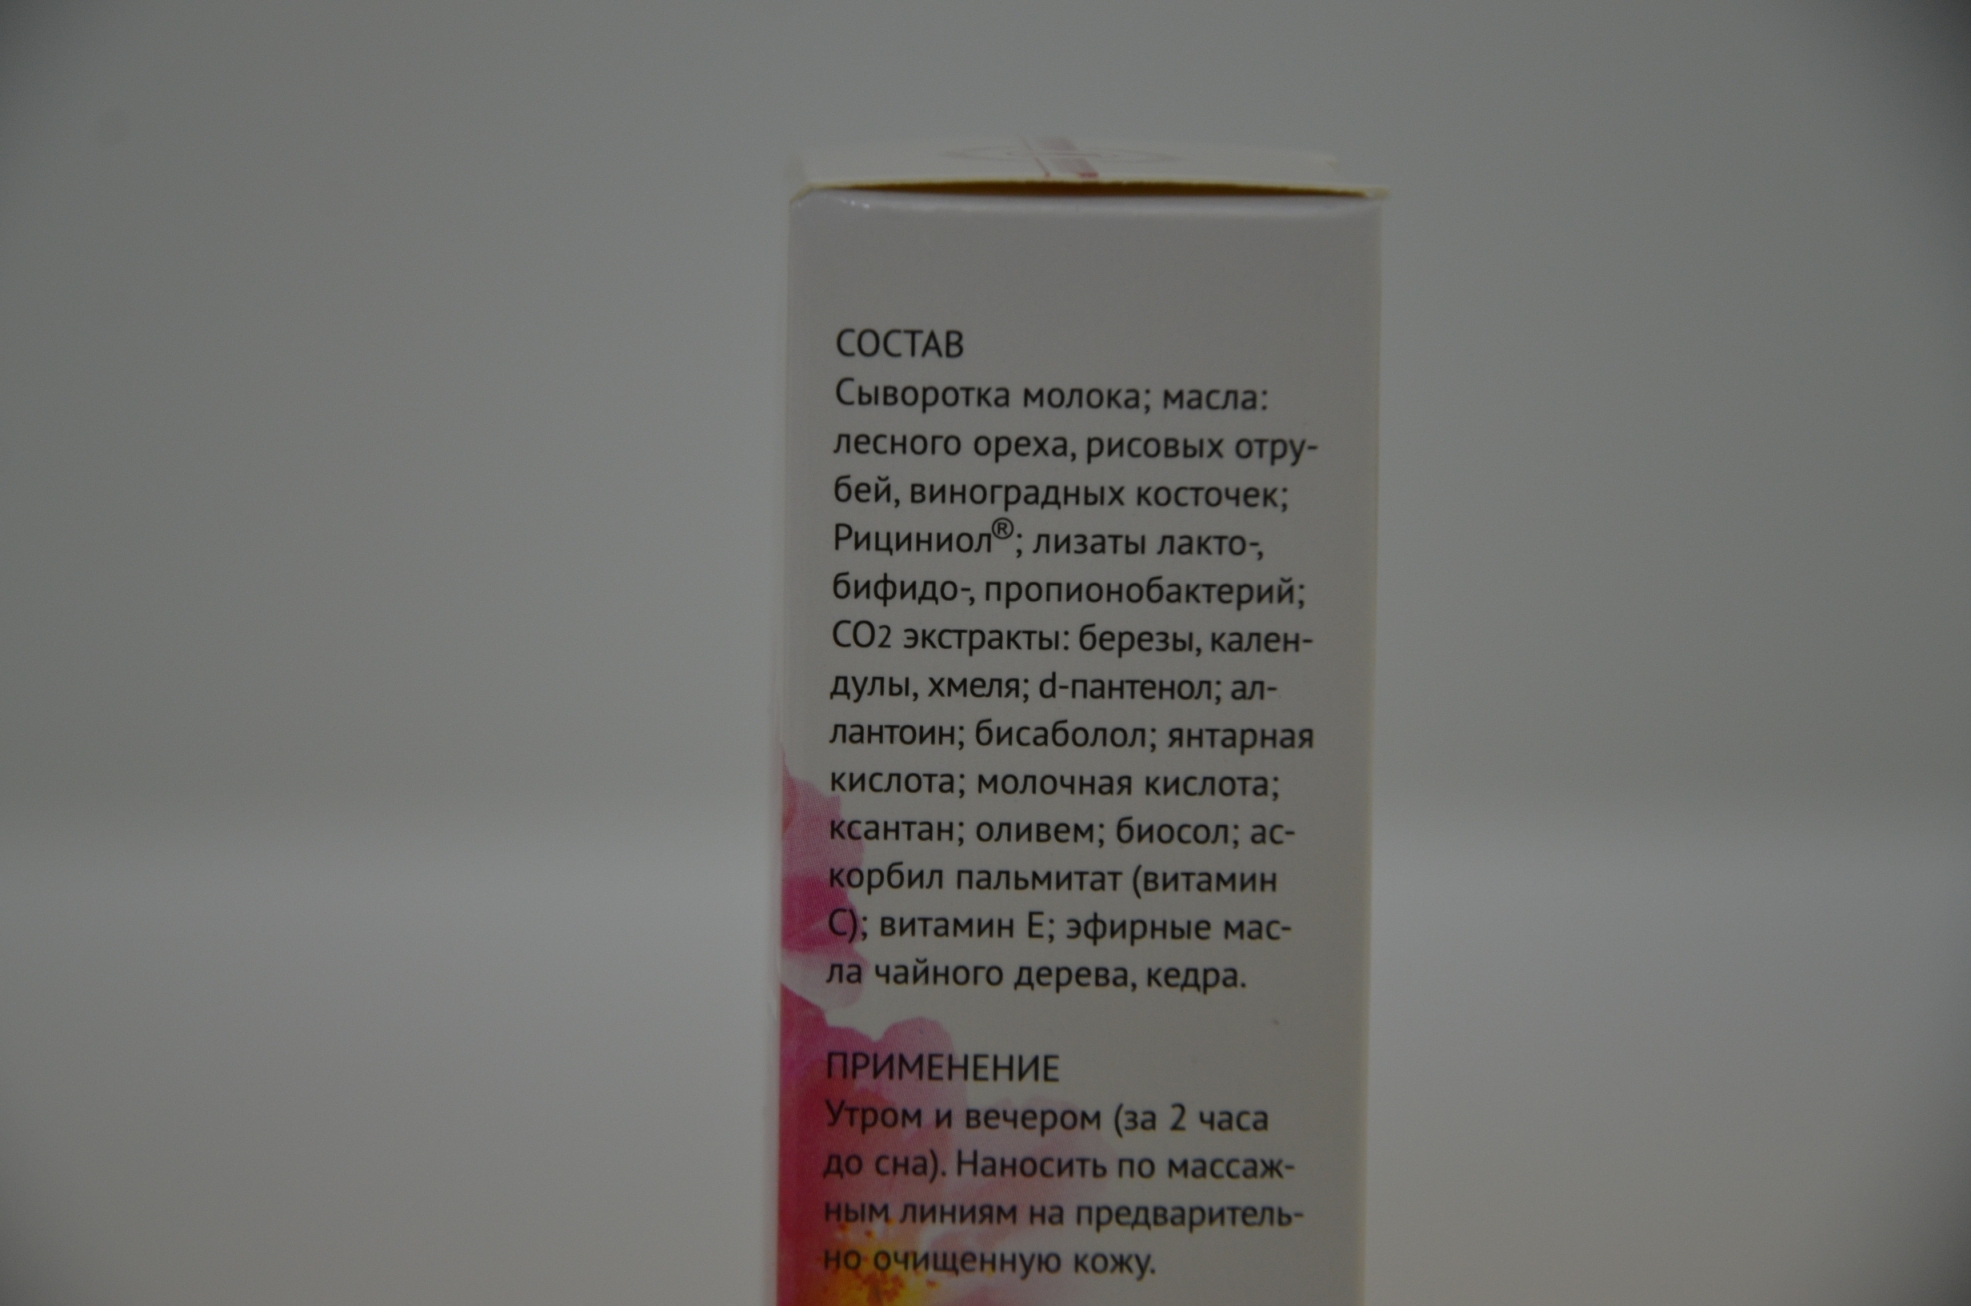 СОСТАВ
Сыворотка молока; масла:
лесного ореха, рисовых отру-
бей, виноградных косточек;
Рициниол®; лизаты лакто-,
бифидо-, пропионобактерий;
СО2 экстракты: березы, кален-
дулы, хмеля; d-пантенол; ал-
лантоин; бисаболол; янтарная
кислота; молочная кислота;
ксантан; оливем; биосол; ас-
корбил пальмитат (витамин
С); витамин Е; эфирные мас-
ла чайного дерева, кедра.
ПРИМЕНЕНИЕ
Утром и вечером (за 2 часа
до сна). Наносить по массаж-
ным линиям на предваритель-
но очищенную кожу.